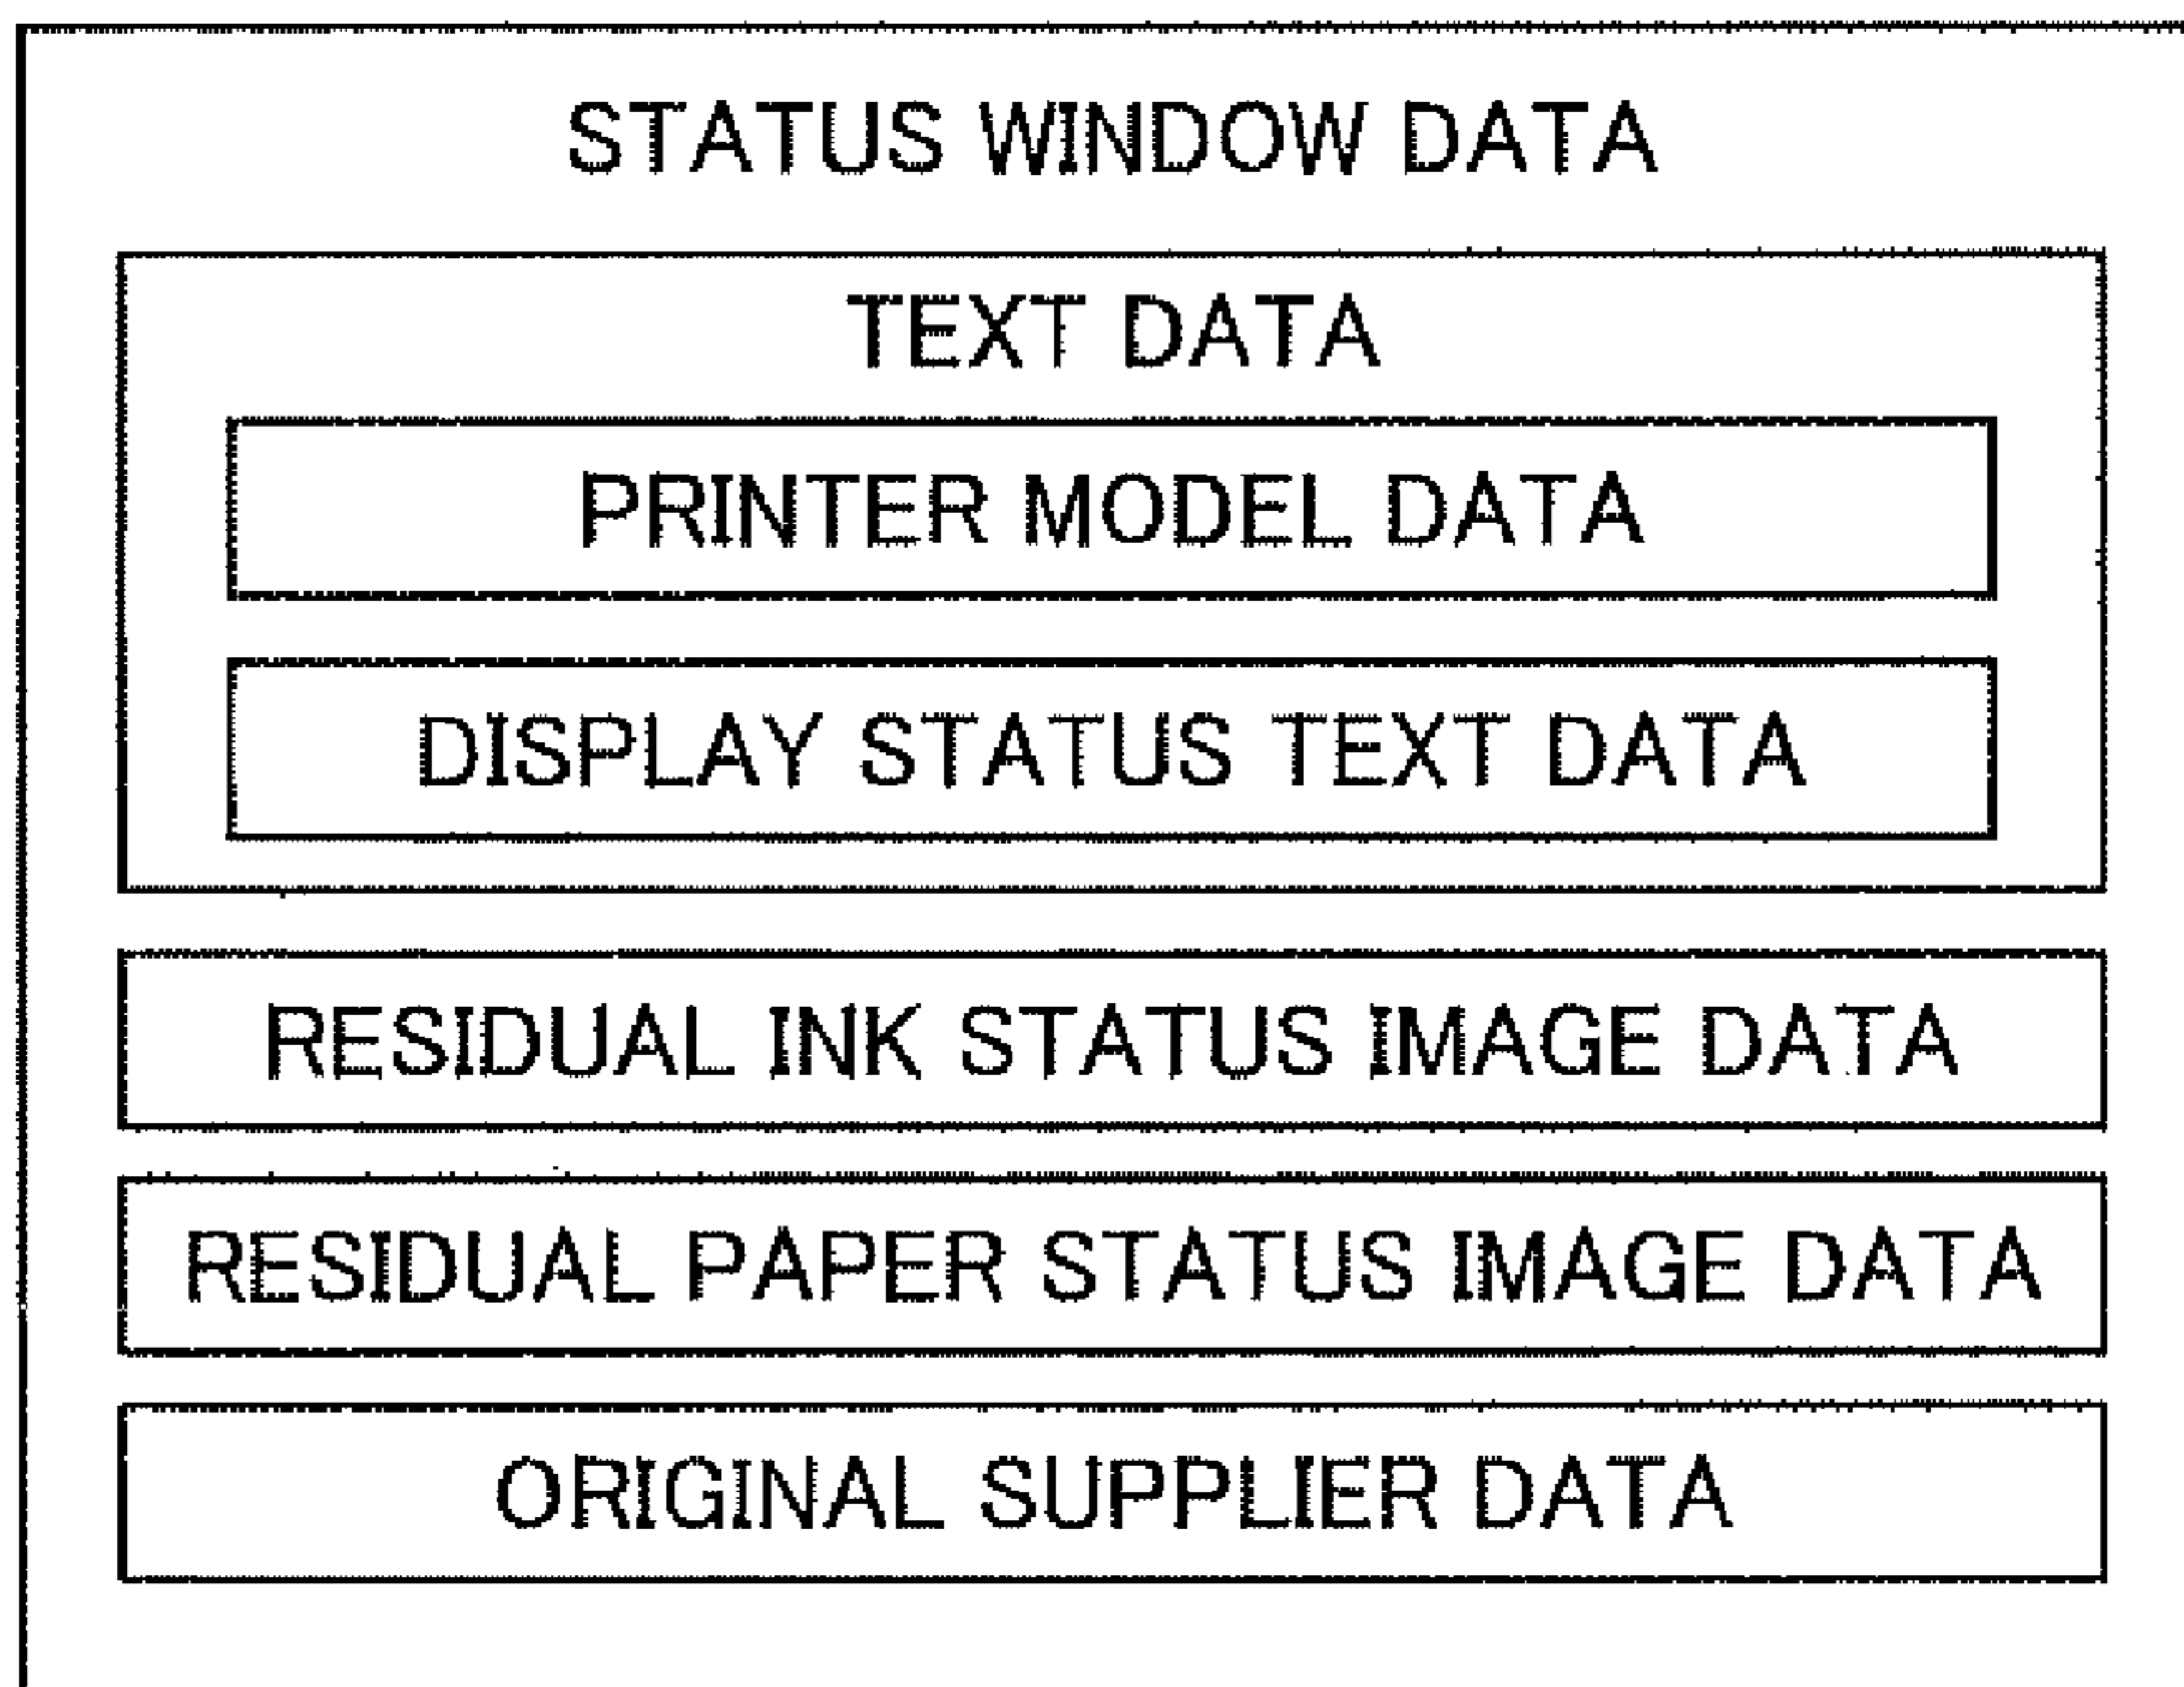 STATUS WINDOW DATA
TEXT DATA
PRINTER MODEL DATA
DISPLAY STATUS TEXT DATA
RESIDUAL INK STATUS IMAGE DATA
RESIDUAL PAPER STATUS IMAGE DATA
ORIGINAL SUPPLIER DATA